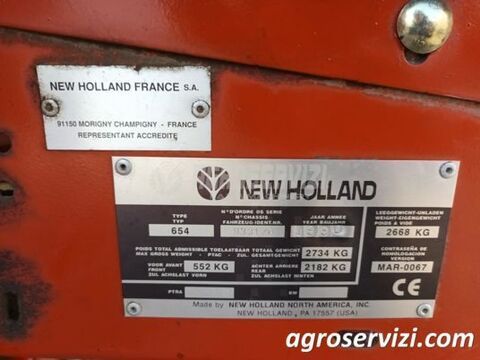 NEW HOLLAND FRANCE S.A.
91150 MORIGNY CHAMPIGNY - FRANCE
REPRESENTANT ACCREDITE
NEW HOLLAND
TYPE
TYP
654
N° D'ORDRE DE SERIE
N° CHASSIS
FAHRZEUG-IDENT.NR.
JAAR ANNEE
YEAR BAUJAHR
LEEGGEWICHT-UNLADEN
WEIGHT-EIGENGEWICHT
POIDS VIDE
2668 KG
POIDS TOTAL ADMISSIBLE TOELAATBAAR TOTAAL GEWICHT
MAX GROSS WEIGHT - PTAC - ZUL. GESAMTGEWICHT
2734 KG
VOOR AVANT
FRONT
ZUL ACHSLAST VORN
552 KG
ACHTER ARRIERE
REAR
ZUL ACHSLAST HINTEN
2182 KG
CONTRASEÑA DE
HOMOLOGACION
VERSION
MAR-0067
PTRA
KW
CE
Made by NEW HOLLAND NORTH AMERICA, INC.
NEW HOLLAND, PA 17557 (USA)
agroservizi.com